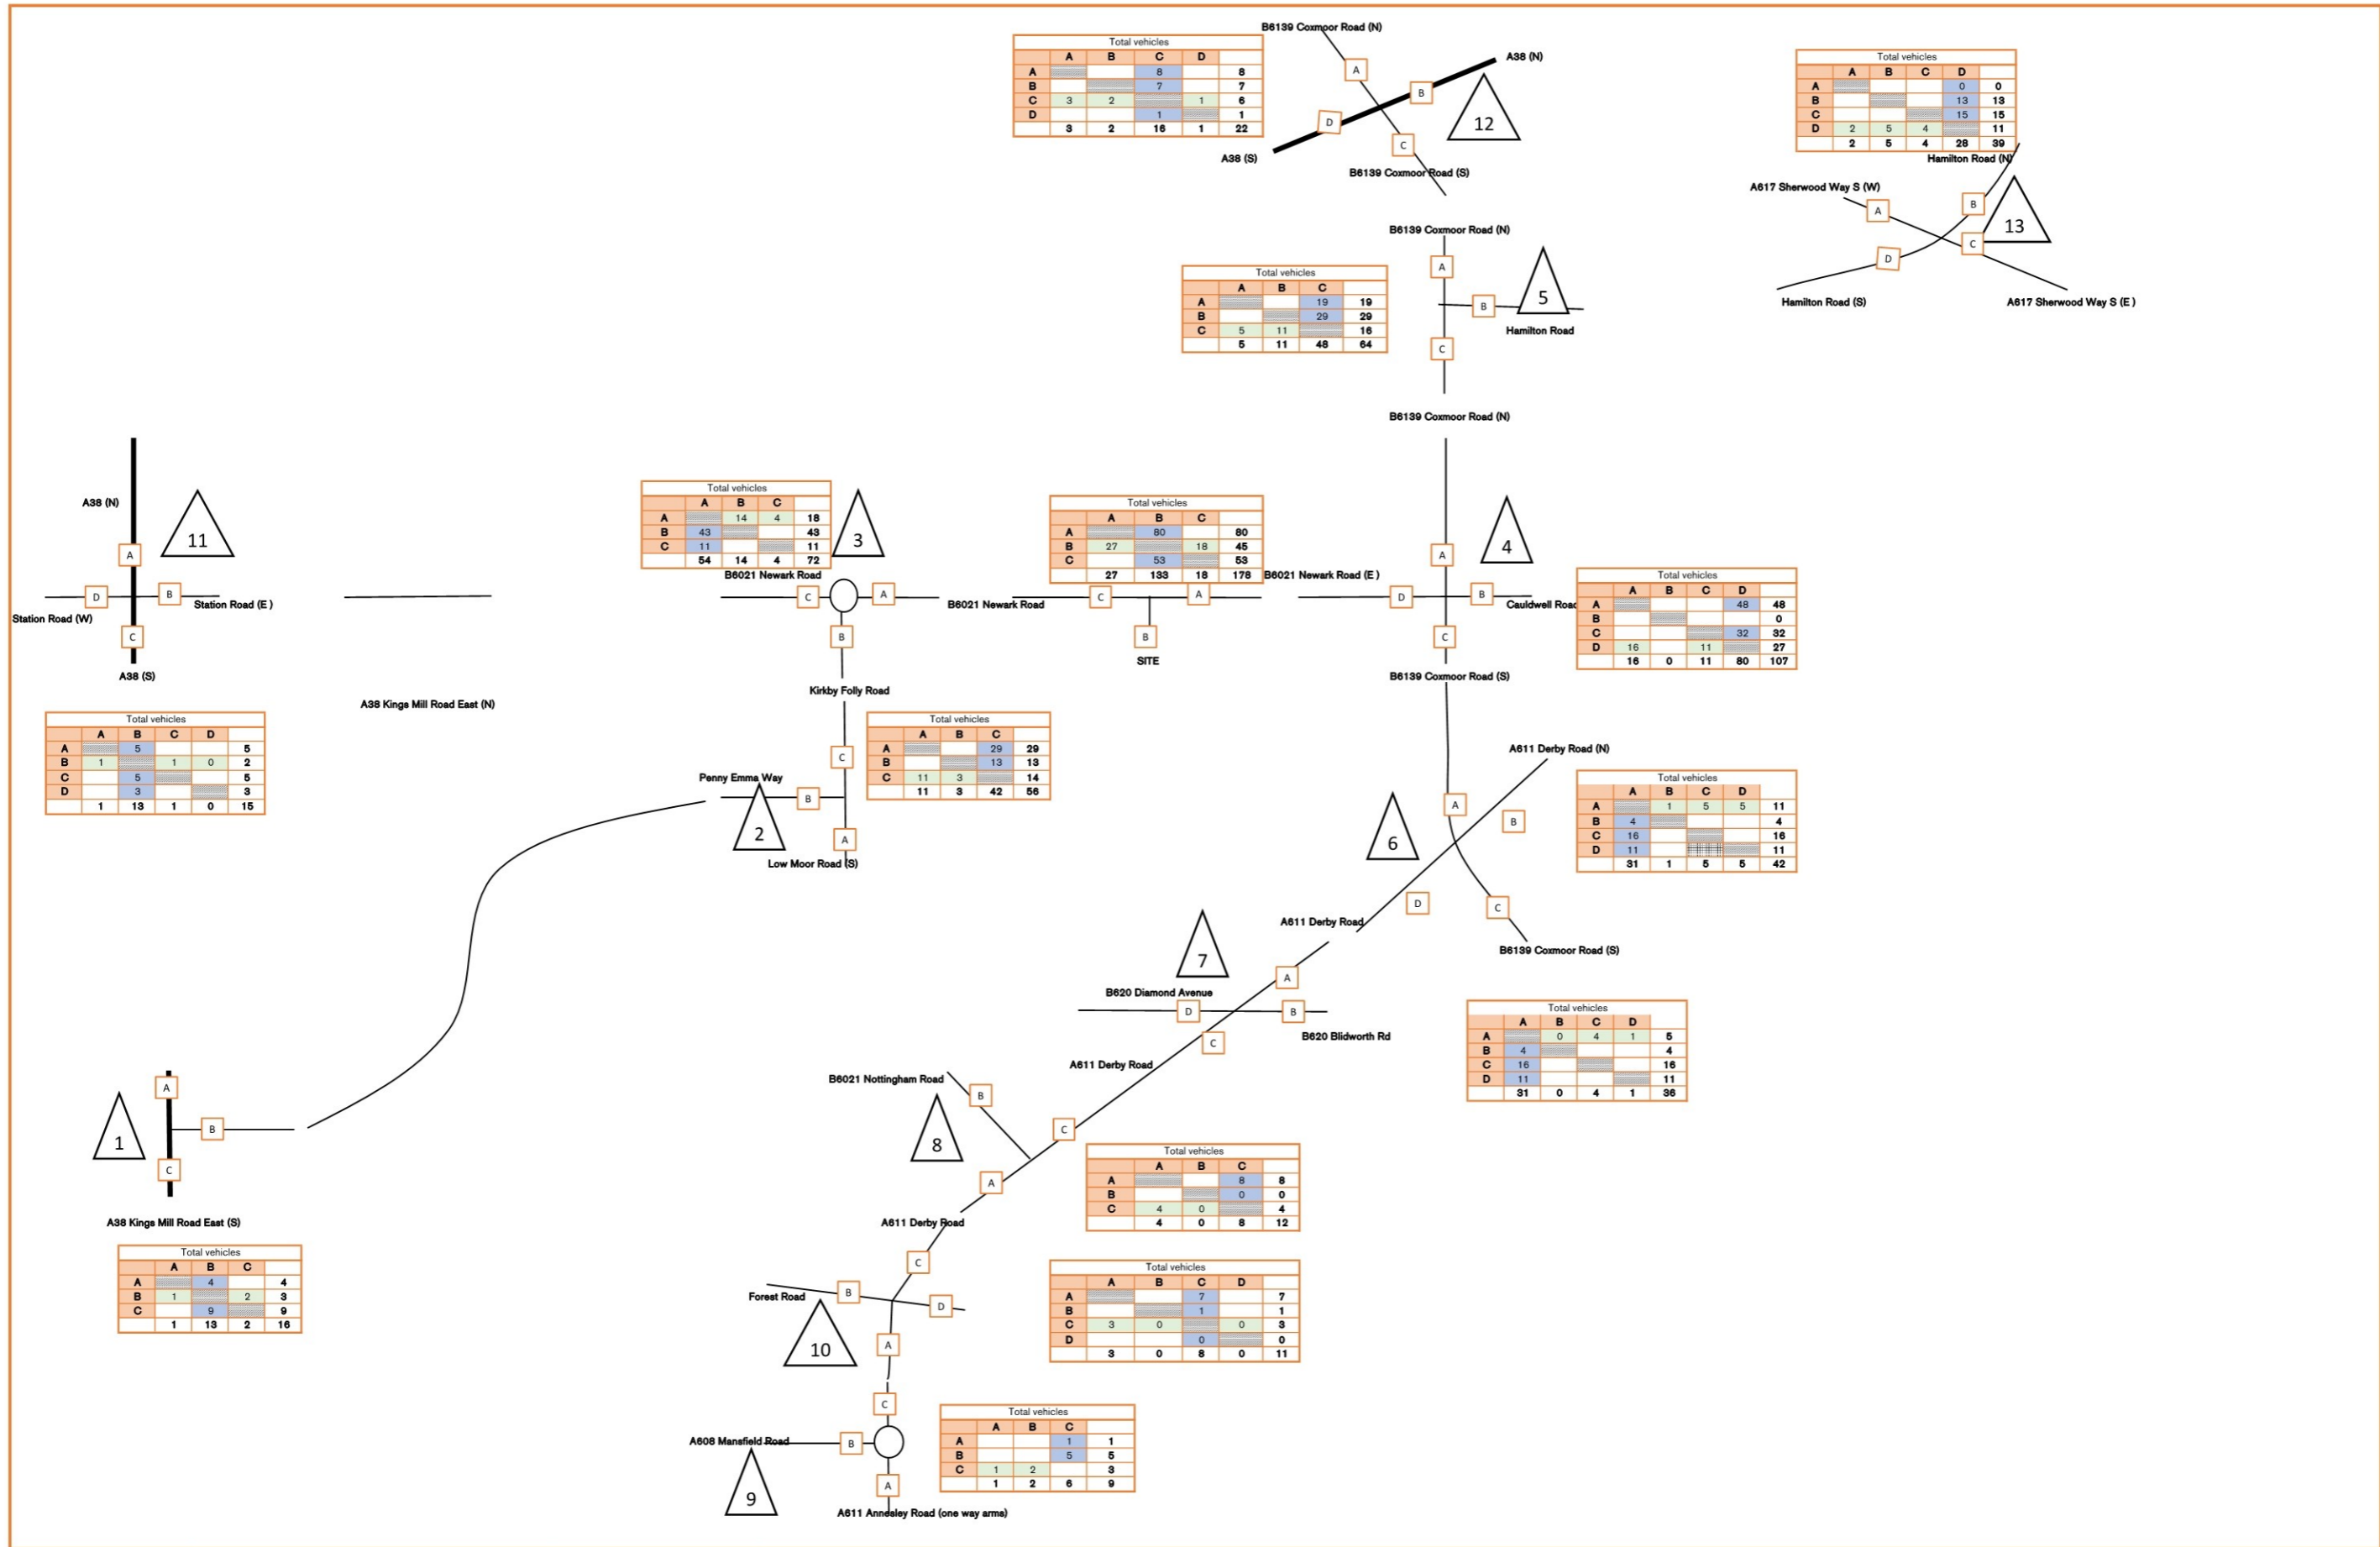 B6139 Coxmoor Road (N)
Total vehicles
A B C D
A 8 8
B 7 7
C 3 2 1 6
D 1 1
3 2 16 1 22
A
B
D
C
A38 (N)
12
A38 (S)
B6139 Coxmoor Road (S)
Total vehicles
A B C D
A 0 0
B 13 13
C 15 15
D 2 5 4 11
2 5 4 28 39
Hamilton Road (N)
A617 Sherwood Way S (W)
A
B
C
D
13
Hamilton Road (S)
A617 Sherwood Way S (E )
B6139 Coxmoor Road (N)
Total vehicles
A B C
A 19 19
B 29 29
C 5 11 16
5 11 48 64
A
B
C
5
Hamilton Road
B6139 Coxmoor Road (N)
A38 (N)
11
A
D
B
C
Station Road (W)
Station Road (E )
A38 (S)
Total vehicles
A B C D
A 5 5
B 1 1 0 2
C 5 5
D 3 3
1 13 1 0 15
A38 Kings Mill Road East (N)
Total vehicles
A B C
A 14 4 18
B 43 43
C 11 11
54 14 4 72
3
B6021 Newark Road
C
A
B
Kirkby Folly Road
B6021 Newark Road
Total vehicles
A B C
A 80 80
B 27 18 45
C 53 53
27 133 18 178
C
A
B
SITE
B6021 Newark Road (E )
4
A
D
B
C
Cauldwell Road
B6139 Coxmoor Road (S)
Total vehicles
A B C D
A 48 48
B 0
C 32 32
D 16 11 27
16 0 11 80 107
Total vehicles
A B C
A 29 29
B 13 13
C 11 3 14
11 3 42 56
C
Penny Emma Way
B
2
A
Low Moor Road (S)
A611 Derby Road (N)
Total vehicles
A B C D
A 1 5 5 11
B 4 4
C 16 16
D 11 11
31 1 5 5 42
A
B
6
D
C
A611 Derby Road
B6139 Coxmoor Road (S)
7
A
B620 Diamond Avenue
D
B
C
B620 Blidworth Rd
Total vehicles
A B C D
A 0 4 1 5
B 4 4
C 16 16
D 11 11
31 0 4 1 36
A611 Derby Road
B6021 Nottingham Road
B
8
C
A
A611 Derby Road
Total vehicles
A B C
A 8 8
B 0 0
C 4 0 4
4 0 8 12
A
1
B
C
A38 Kings Mill Road East (S)
Total vehicles
A B C
A 4 4
B 1 2 3
C 9 9
1 13 2 16
C
Forest Road
B
D
10
A
Total vehicles
A B C D
A 7 7
B 1 1
C 3 0 0 3
D 0 0
3 0 8 0 11
C
A608 Mansfield Road
B
9
A
A611 Annesley Road (one way arms)
Total vehicles
A B C
A 1 1
B 5 5
C 1 2 3
1 2 6 9